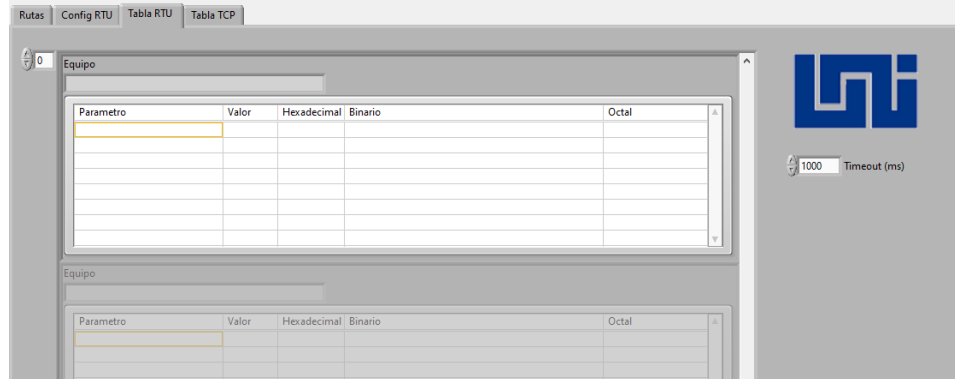 Rutas Config RTU Tabla RTU Tabla TCP
0
Equipo
Parametro Valor Hexadecimal Binario Octal
1000 Timeout (ms)
Equipo
Parametro Valor Hexadecimal Binario Octal